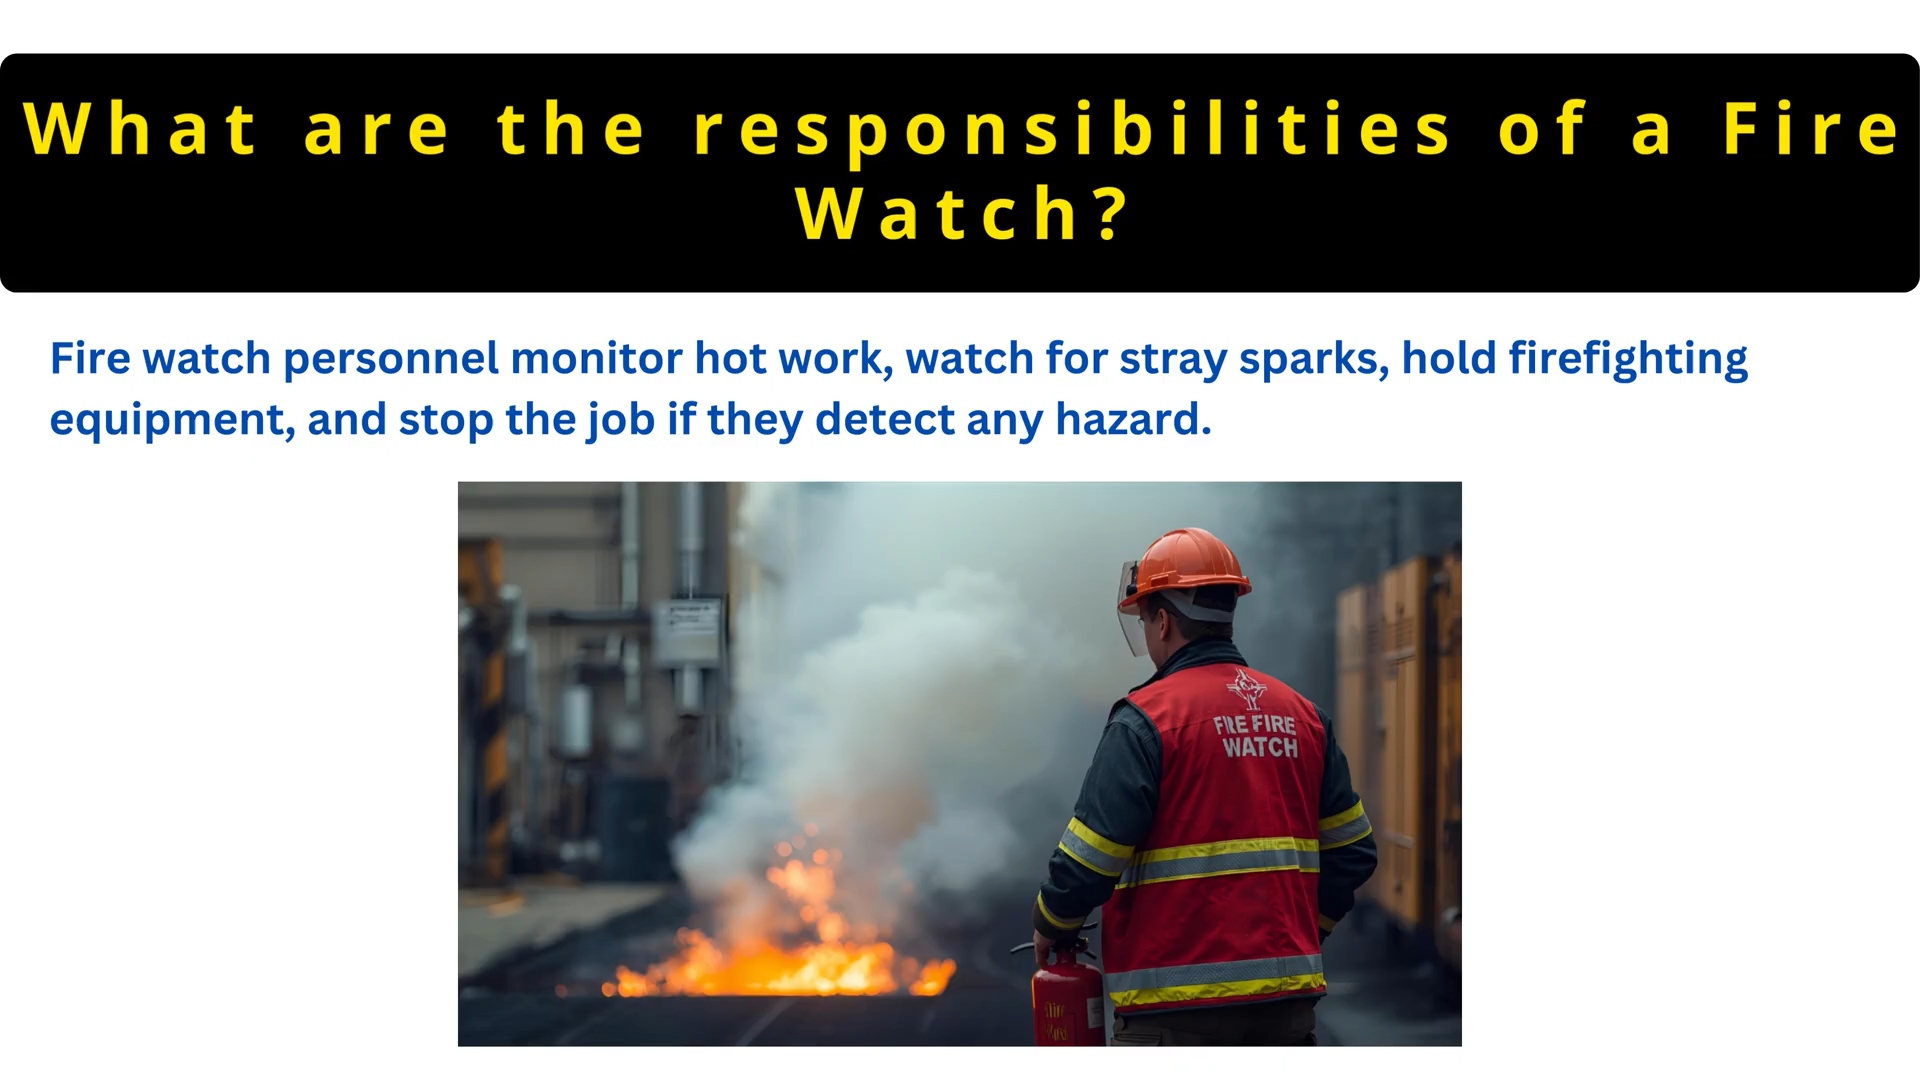 What are the responsibilities of a Fire
Watch?
Fire watch personnel monitor hot work, watch for stray sparks, hold firefighting
equipment, and stop the job if they detect any hazard.
FIRE FIRE
WATCH